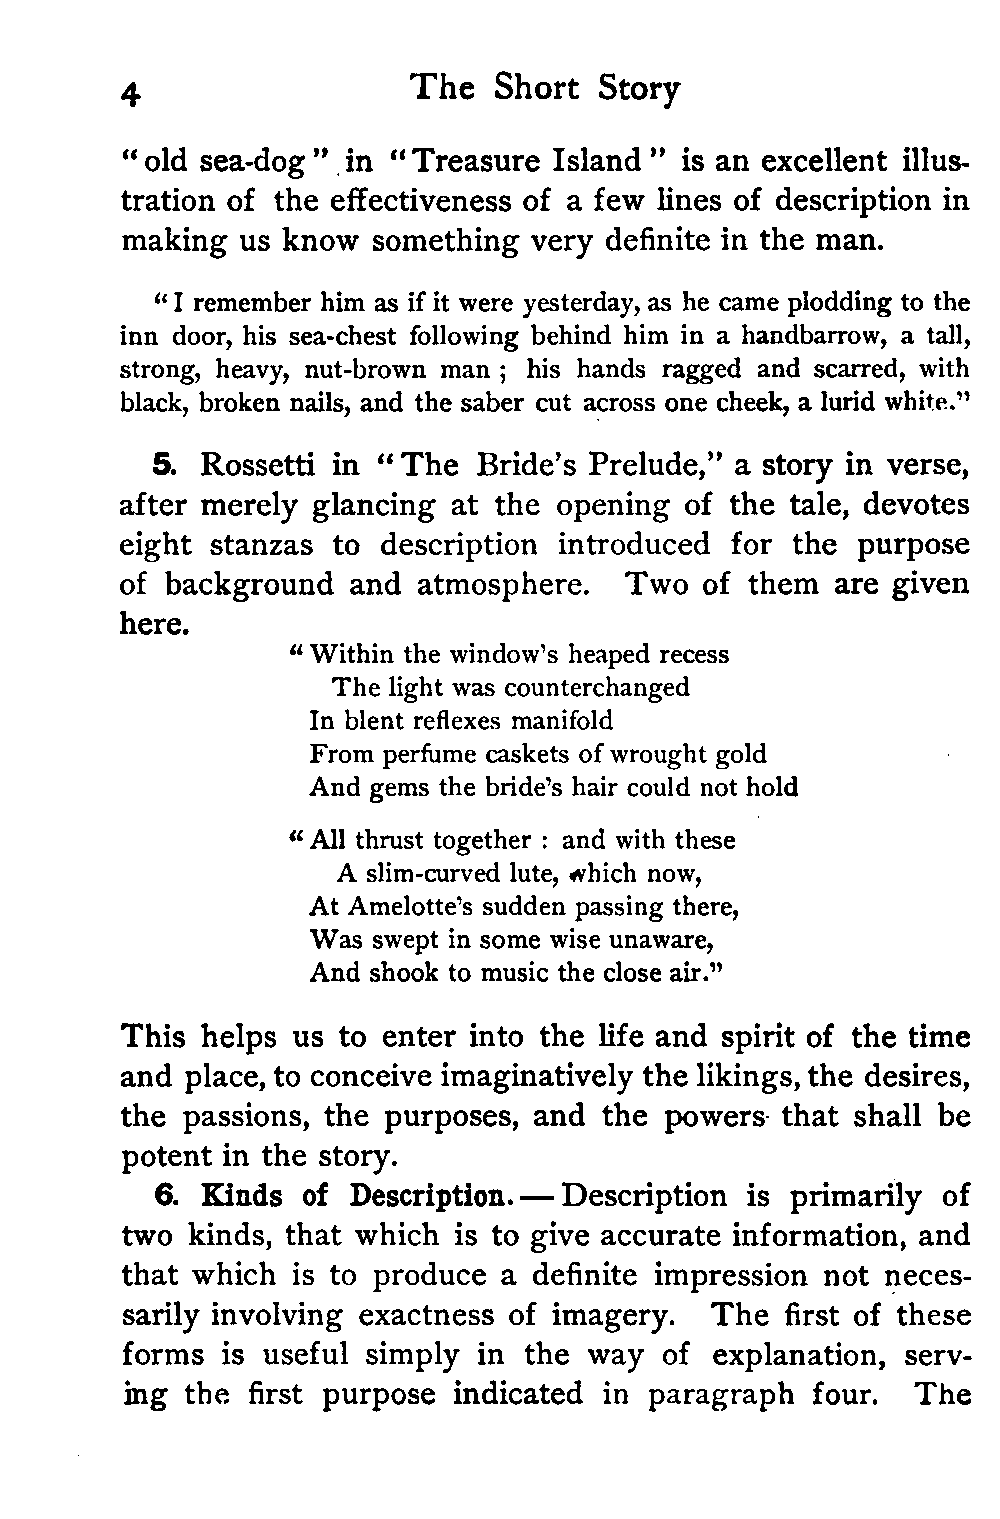 4 The Short Story
“old sea-dog” in “Treasure Island” is an excellent illus-
tration of the effectiveness of a few lines of description in
making us know something very definite in the man.
“I remember him as if it were yesterday, as he came plodding to the
inn door, his sea-chest following behind him in a handbarrow, a tall,
strong, heavy, nut-brown man; his hands ragged and scarred, with
black, broken nails, and the saber cut across one cheek, a lurid white.”
5. Rossetti in “The Bride’s Prelude,” a story in verse,
after merely glancing at the opening of the tale, devotes
eight stanzas to description introduced for the purpose
of background and atmosphere. Two of them are given
here.
“Within the window’s heaped recess
The light was counterchanged
In blent reflexes manifold
From perfume caskets of wrought gold
And gems the bride’s hair could not hold
“All thrust together: and with these
A slim-curved lute, which now,
At Amelotte’s sudden passing there,
Was swept in some wise unaware,
And shook to music the close air.”
This helps us to enter into the life and spirit of the time
and place, to conceive imaginatively the likings, the desires,
the passions, the purposes, and the powers that shall be
potent in the story.
6. Kinds of Description.—Description is primarily of
two kinds, that which is to give accurate information, and
that which is to produce a definite impression not neces-
sarily involving exactness of imagery. The first of these
forms is useful simply in the way of explanation, serv-
ing the first purpose indicated in paragraph four. The